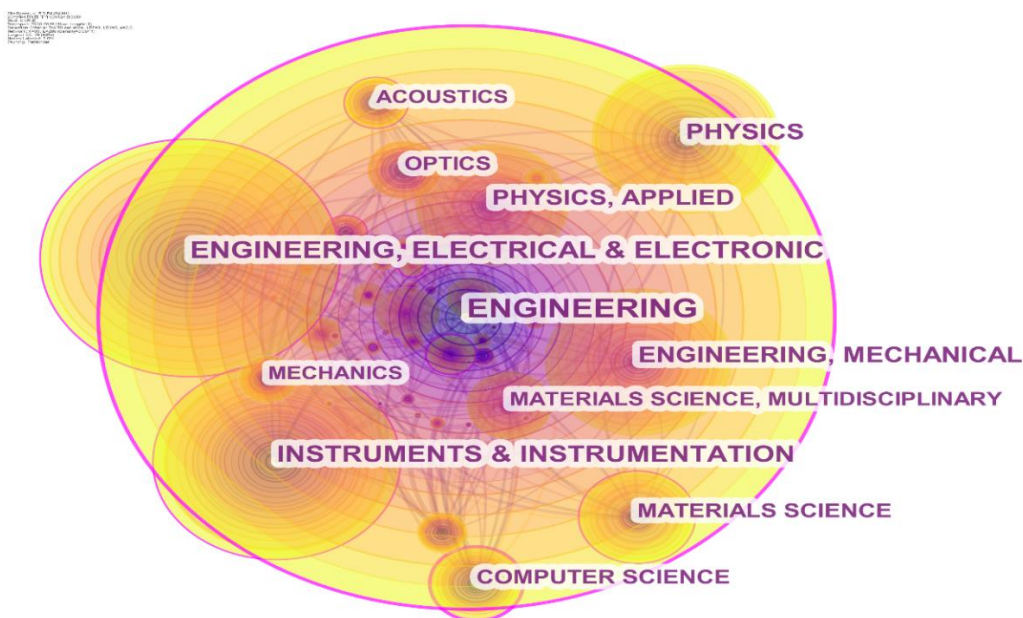 ACOUSTICS
PHYSICS
OPTICS
PHYSICS, APPLIED
ENGINEERING, ELECTRICAL & ELECTRONIC
ENGINEERING
ENGINEERING, MECHANICAL
MECHANICS
MATERIALS SCIENCE, MULTIDISCIPLINARY
INSTRUMENTS & INSTRUMENTATION
MATERIALS SCIENCE
COMPUTER SCIENCE